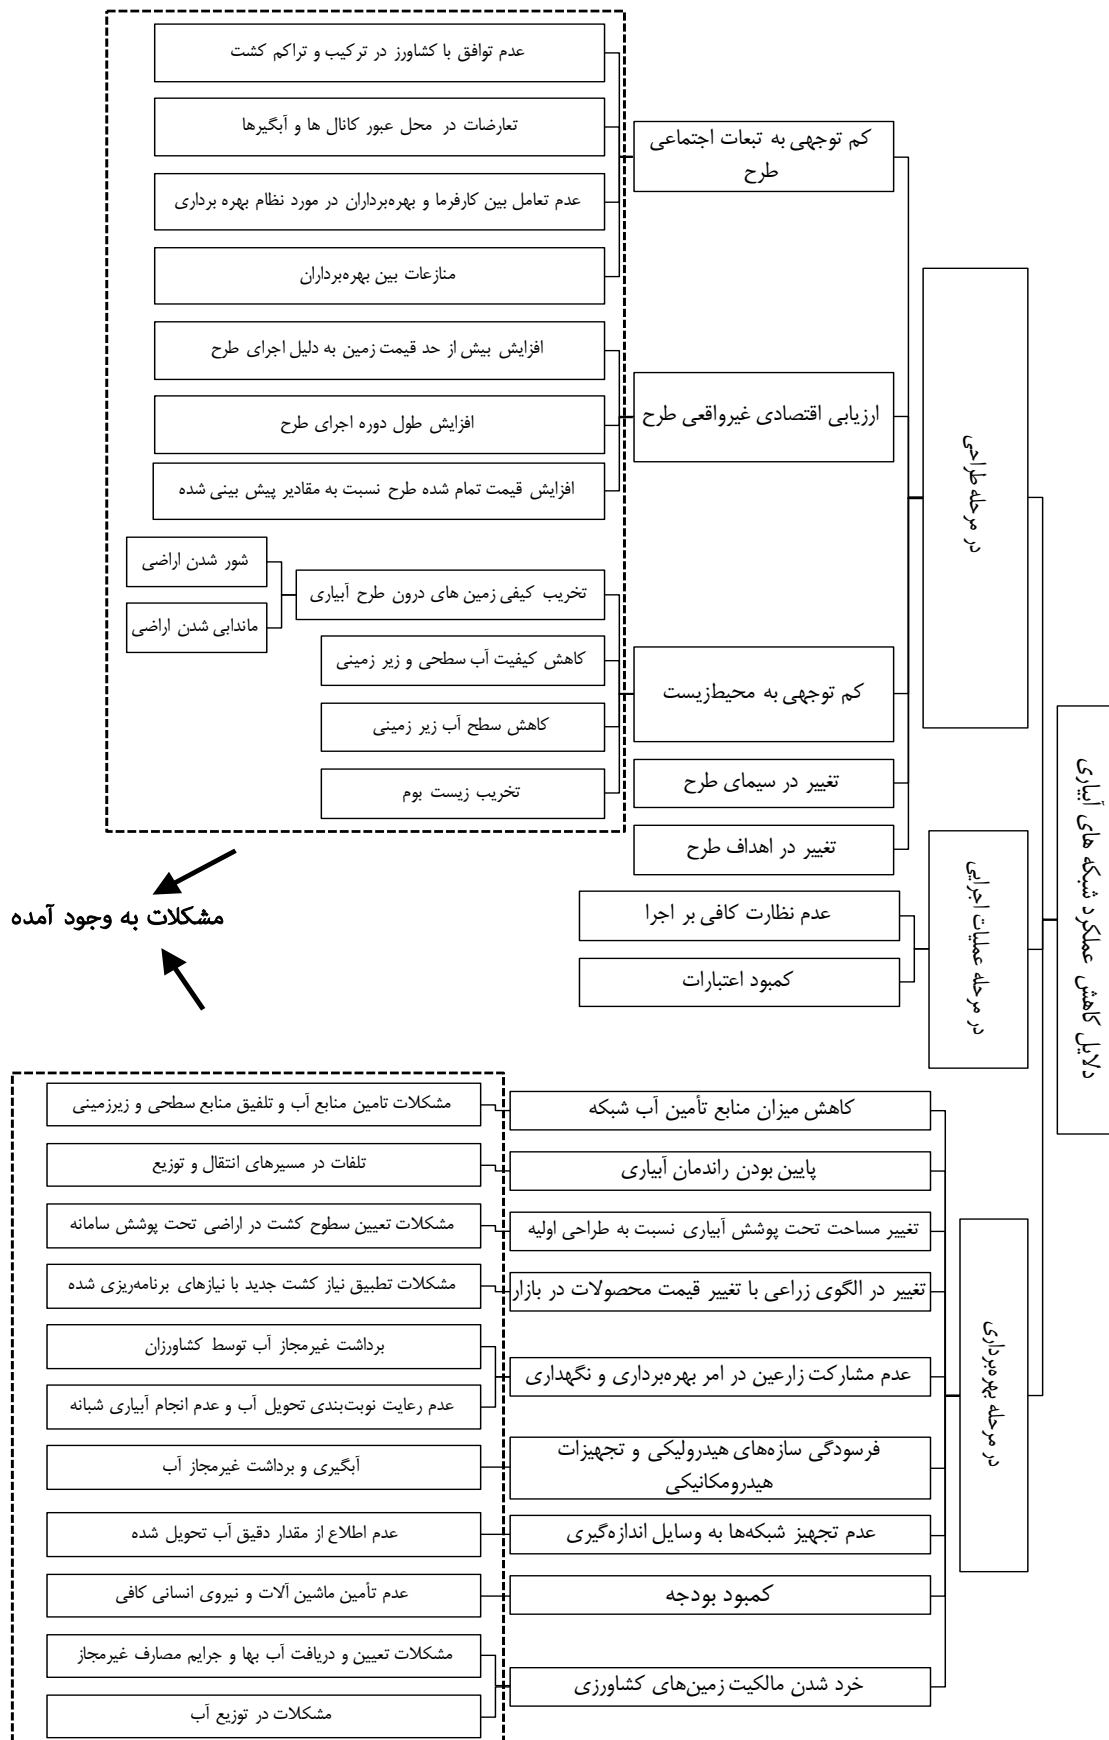 دلایل کاهش عملکرد شبکه های آبیاری
در مرحله طراحی
کم توجهی به تبعات اجتماعی
طرح
عدم توافق با کشاورز در ترکیب و تراکم کشت
تعارضات در محل عبور کانال ها و آبگیرها
عدم تعامل بین کارفرما و بهره‌برداران در مورد نظام بهره برداری
منازعات بین بهره‌برداران
ارزیابی اقتصادی غیرواقعی طرح
افزایش بیش از حد قیمت زمین به دلیل اجرای طرح
افزایش طول دوره اجرای طرح
افزایش قیمت تمام شده طرح نسبت به مقادیر پیش بینی شده
کم توجهی به محیط‌زیست
تخریب کیفی زمین های درون طرح آبیاری
شور شدن اراضی
ماندابی شدن اراضی
کاهش کیفیت آب سطحی و زیر زمینی
کاهش سطح آب زیر زمینی
تخریب زیست بوم
تغییر در سیمای طرح
تغییر در اهداف طرح
در مرحله عملیات اجرایی
عدم نظارت کافی بر اجرا
کمبود اعتبارات
مشکلات به وجود آمده
در مرحله بهره‌برداری
کاهش میزان منابع تأمین آب شبکه
مشکلات تامین منابع آب و تلفیق منابع سطحی و زیرزمینی
پایین بودن راندمان آبیاری
تلفات در مسیرهای انتقال و توزیع
تغییر مساحت تحت پوشش آبیاری نسبت به طراحی اولیه
مشکلات تعیین سطوح کشت در اراضی تحت پوشش سامانه
تغییر در الگوی زراعی با تغییر قیمت محصولات در بازار
مشکلات تطبیق نیاز کشت جدید با نیازهای برنامه‌ریزی شده
عدم مشارکت زارعین در امر بهره‌برداری و نگهداری
برداشت غیرمجاز آب توسط کشاورزان
عدم رعایت نوبت‌بندی تحویل آب و عدم انجام آبیاری شبانه
فرسودگی سازه‌های هیدرولیکی و تجهیزات
هیدرومکانیکی
آبگیری و برداشت غیرمجاز آب
عدم تجهیز شبکه‌ها به وسایل اندازه‌گیری
عدم اطلاع از مقدار دقیق آب تحویل شده
کمبود بودجه
عدم تأمین ماشین آلات و نیروی انسانی کافی
خرد شدن مالکیت زمین‌های کشاورزی
مشکلات تعیین و دریافت آب بها و جرایم مصارف غیرمجاز
مشکلات در توزیع آب